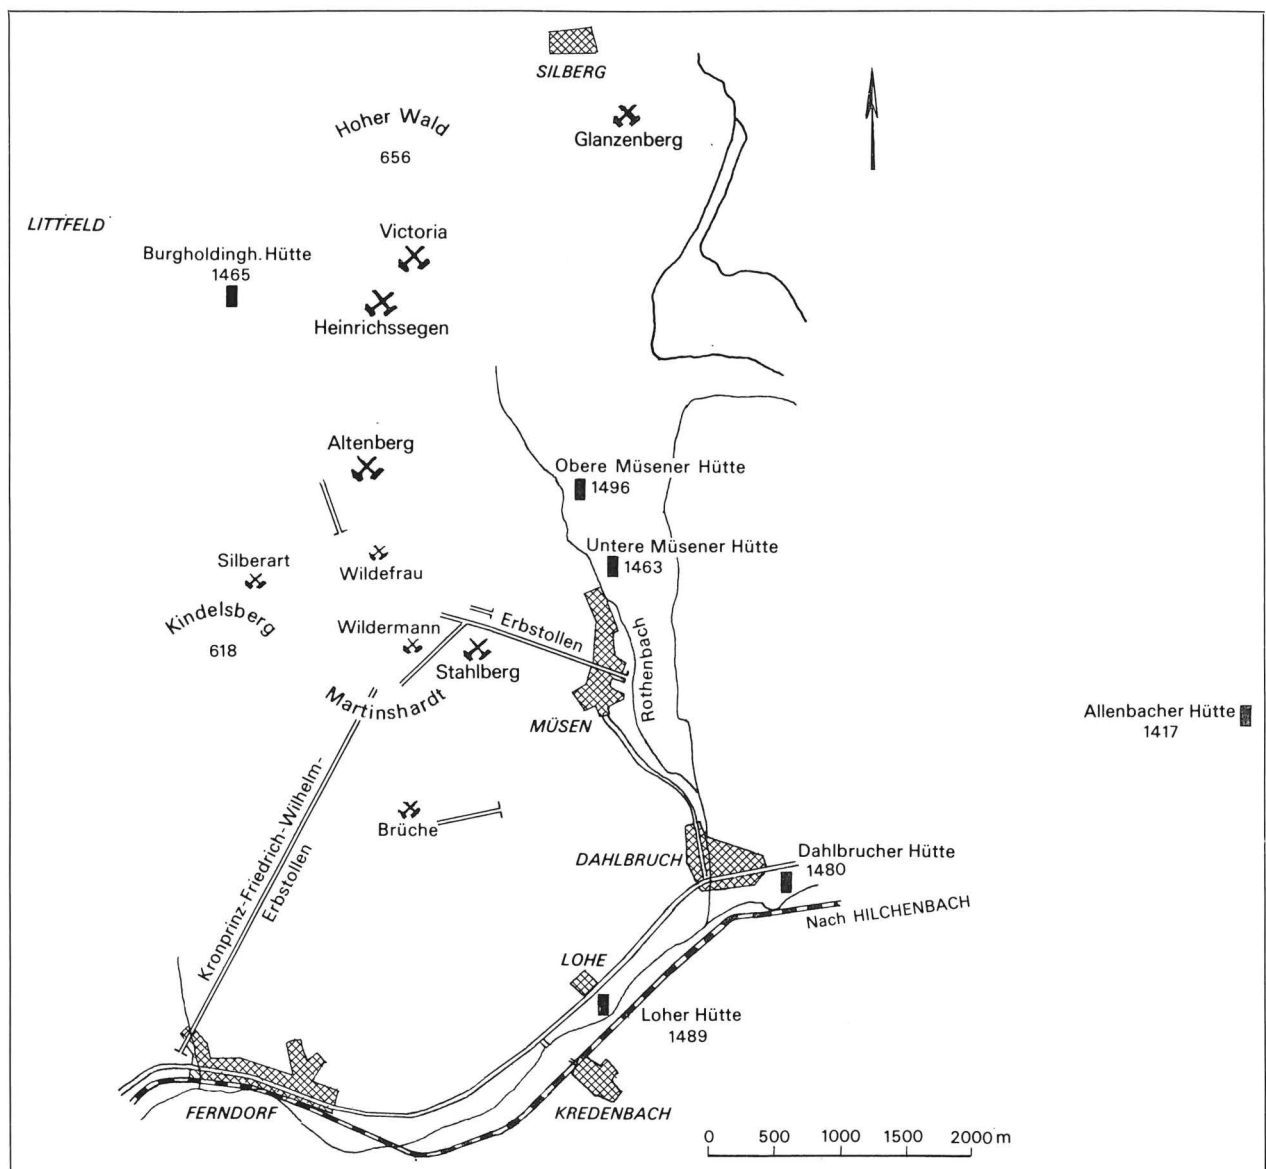 SILBERG
Hoher Wald
656
Glanzenberg
LITTFELD
Victoria
Burgholdingh. Hütte
1465
Heinrichssegen
Altenberg
Obere Müsener Hütte
1496
Untere Müsener Hütte
1463
Silberart
Wildefrau
Kindelsberg
618
Wildermann
Erbstollen
Stahlberg
Rothenbach
Martinshardt
MÜSEN
Allenbacher Hütte
1417
Kronprinz-Friedrich-Wilhelm-
Erbstollen
Brüche
DAHLBRUCH
Dahlbrucher Hütte
1480
Nach HILCHENBACH
LOHE
Loher Hütte
1489
FERNDORF
KREDENBACH
0 500 1000 1500 2000 m